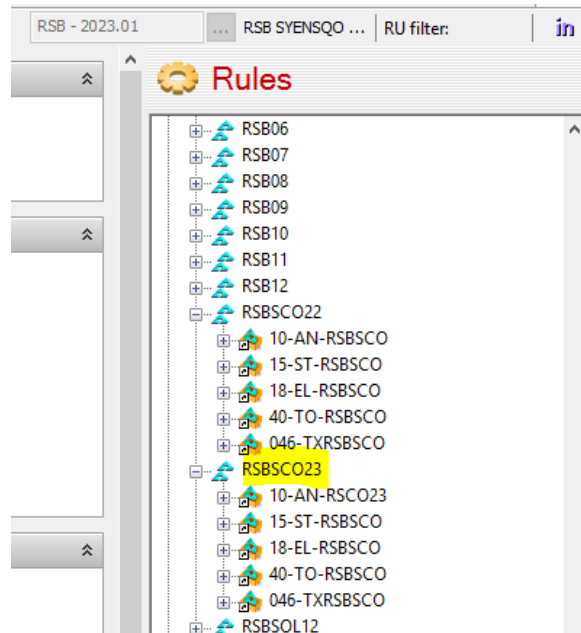 RSB - 2023.01 ... RSB SYENSQO ... RU filter: in
Rules
RSB06
RSB07
RSB08
RSB09
RSB10
RSB11
RSB12
RSBSCO22
10-AN-RSBSCO
15-ST-RSBSCO
18-EL-RSBSCO
40-TO-RSBSCO
046-TXRSBSCO
RSBSCO23
10-AN-RSCO23
15-ST-RSBSCO
18-EL-RSBSCO
40-TO-RSBSCO
046-TXRSBSCO
RSBSOL12